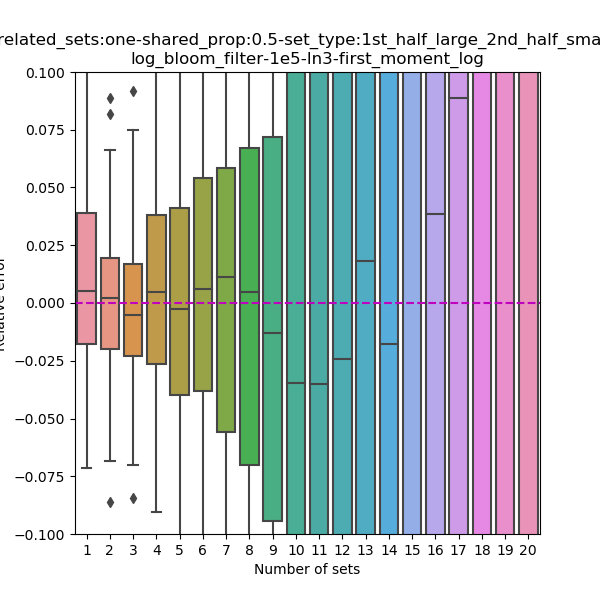 related_sets:one-shared_prop:0.5-set_type:1st_half_large_2nd_half_sma
log_bloom_filter-1e5-ln3-first_moment_log
0.100
0.075
0.050
0.025
0.000
−0.025
−0.050
−0.075
−0.100
Relative error
1 2 3 4 5 6 7 8 9 10 11 12 13 14 15 16 17 18 19 20
Number of sets